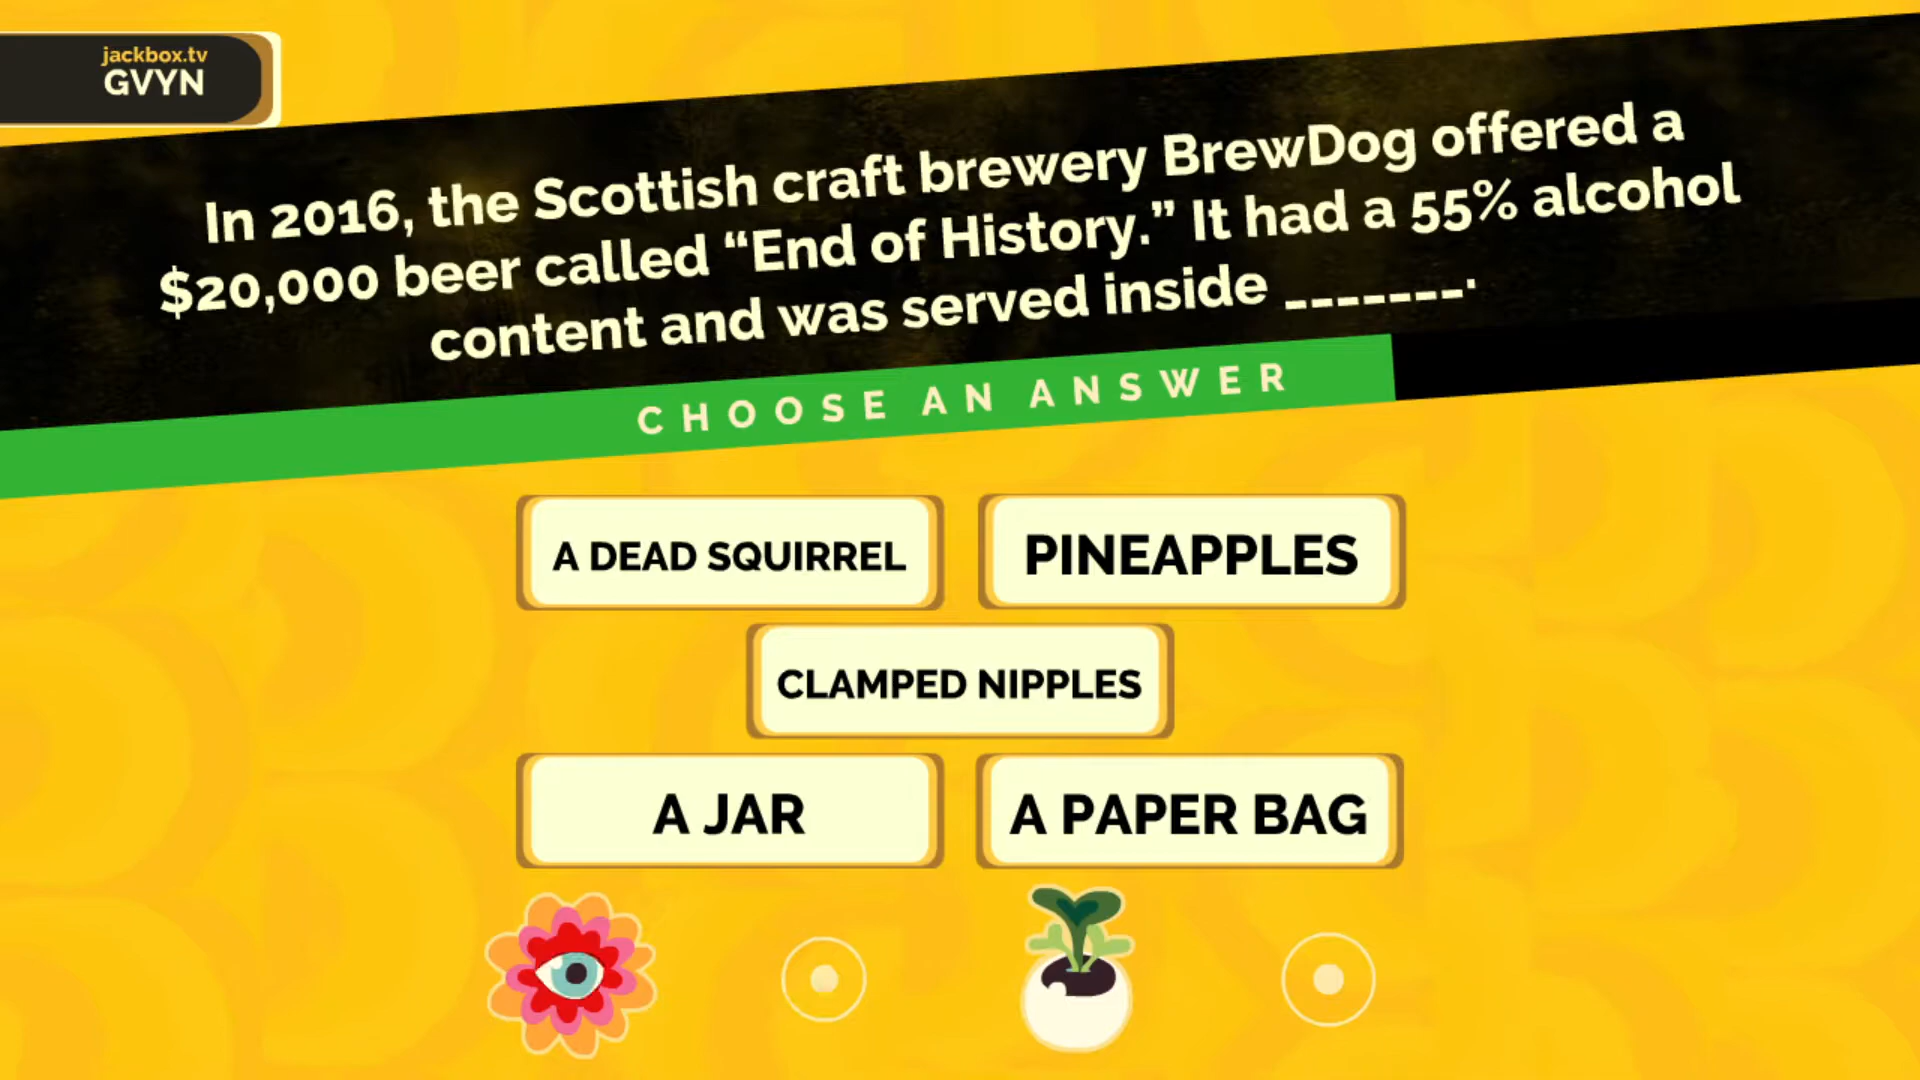 jackbox.tv
GVYN
In 2016, the Scottish craft brewery BrewDog offered a
$20,000 beer called “End of History.” It had a 55% alcohol
content and was served inside _______.
CHOOSE AN ANSWER
A DEAD SQUIRREL
PINEAPPLES
CLAMPED NIPPLES
A JAR
A PAPER BAG